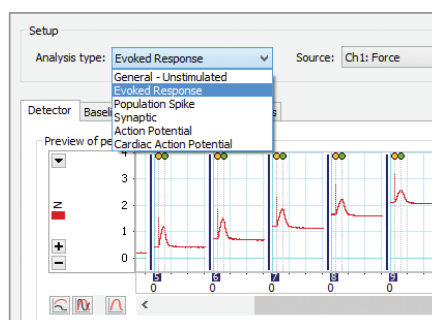 Setup
Analysis type: Evoked Response Source: Ch1: Force
General - Unstimulated
Evoked Response
Population Spike
Synaptic
Action Potential
Cardiac Action Potential
Detector
Preview of
4
3
N
2
1
0
5 6 7 8 9
0 0 0 0 0